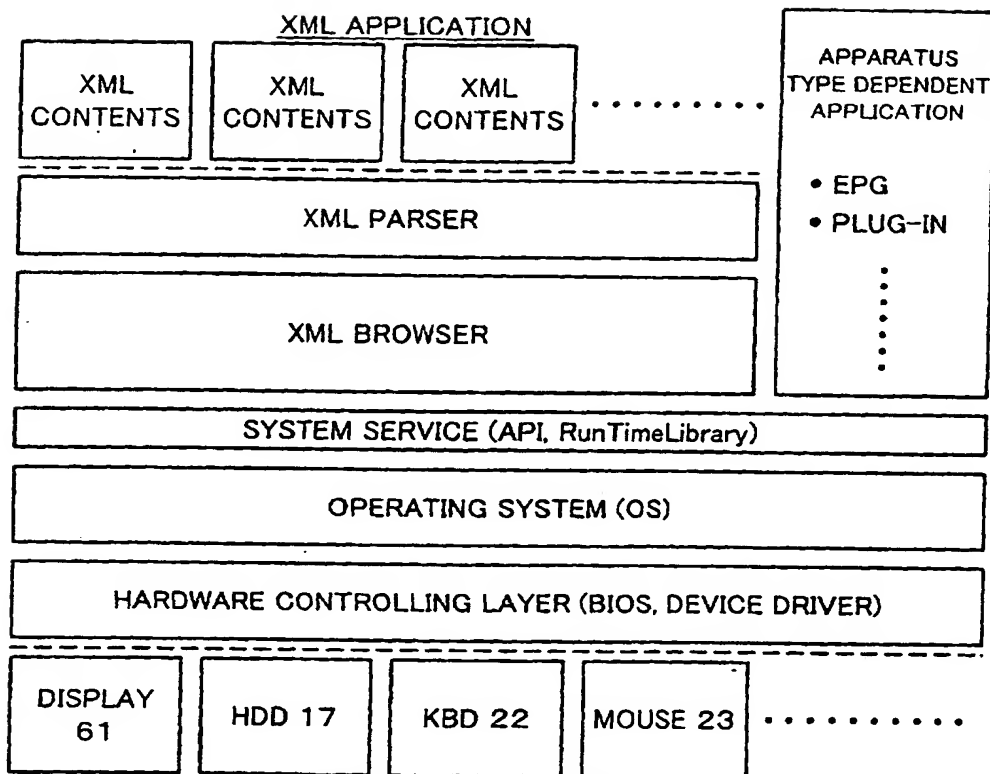 XML APPLICATION
XML
CONTENTS
XML
CONTENTS
XML
CONTENTS
APPARATUS
TYPE DEPENDENT
APPLICATION
• EPG
• PLUG-IN
XML PARSER
XML BROWSER
SYSTEM SERVICE (API, RunTimeLibrary)
OPERATING SYSTEM (OS)
HARDWARE CONTROLLING LAYER (BIOS, DEVICE DRIVER)
DISPLAY
61
HDD 17
KBD 22
MOUSE 23